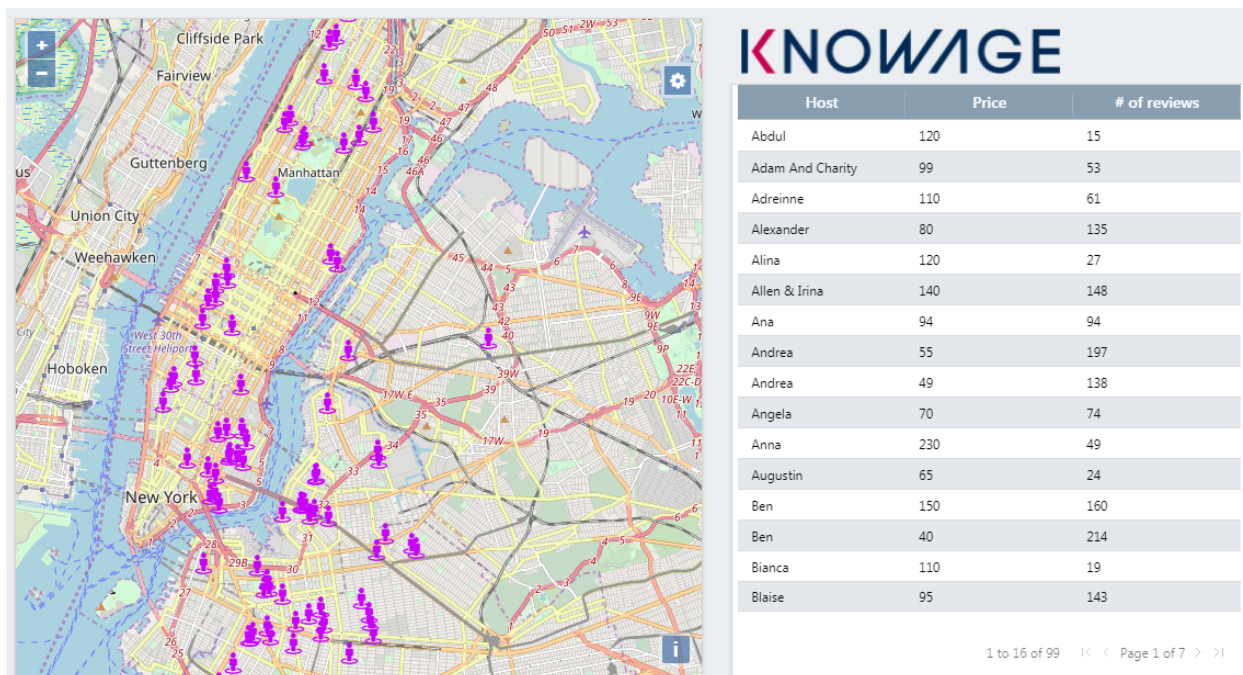 Cliffside Park
Fairview
Guttenberg
Manhattan
Union City
Weehawken
West 30th
Street Heliport
Hoboken
New York
KNOWAGE
Host Price # of reviews
Abdul 120 15
Adam And Charity 99 53
Adreinne 110 61
Alexander 80 135
Alina 120 27
Allen & Irina 140 148
Ana 94 94
Andrea 55 197
Andrea 49 138
Angela 70 74
Anna 230 49
Augustin 65 24
Ben 150 160
Ben 40 214
Bianca 110 19
Blaise 95 143
1 to 16 of 99 Page 1 of 7